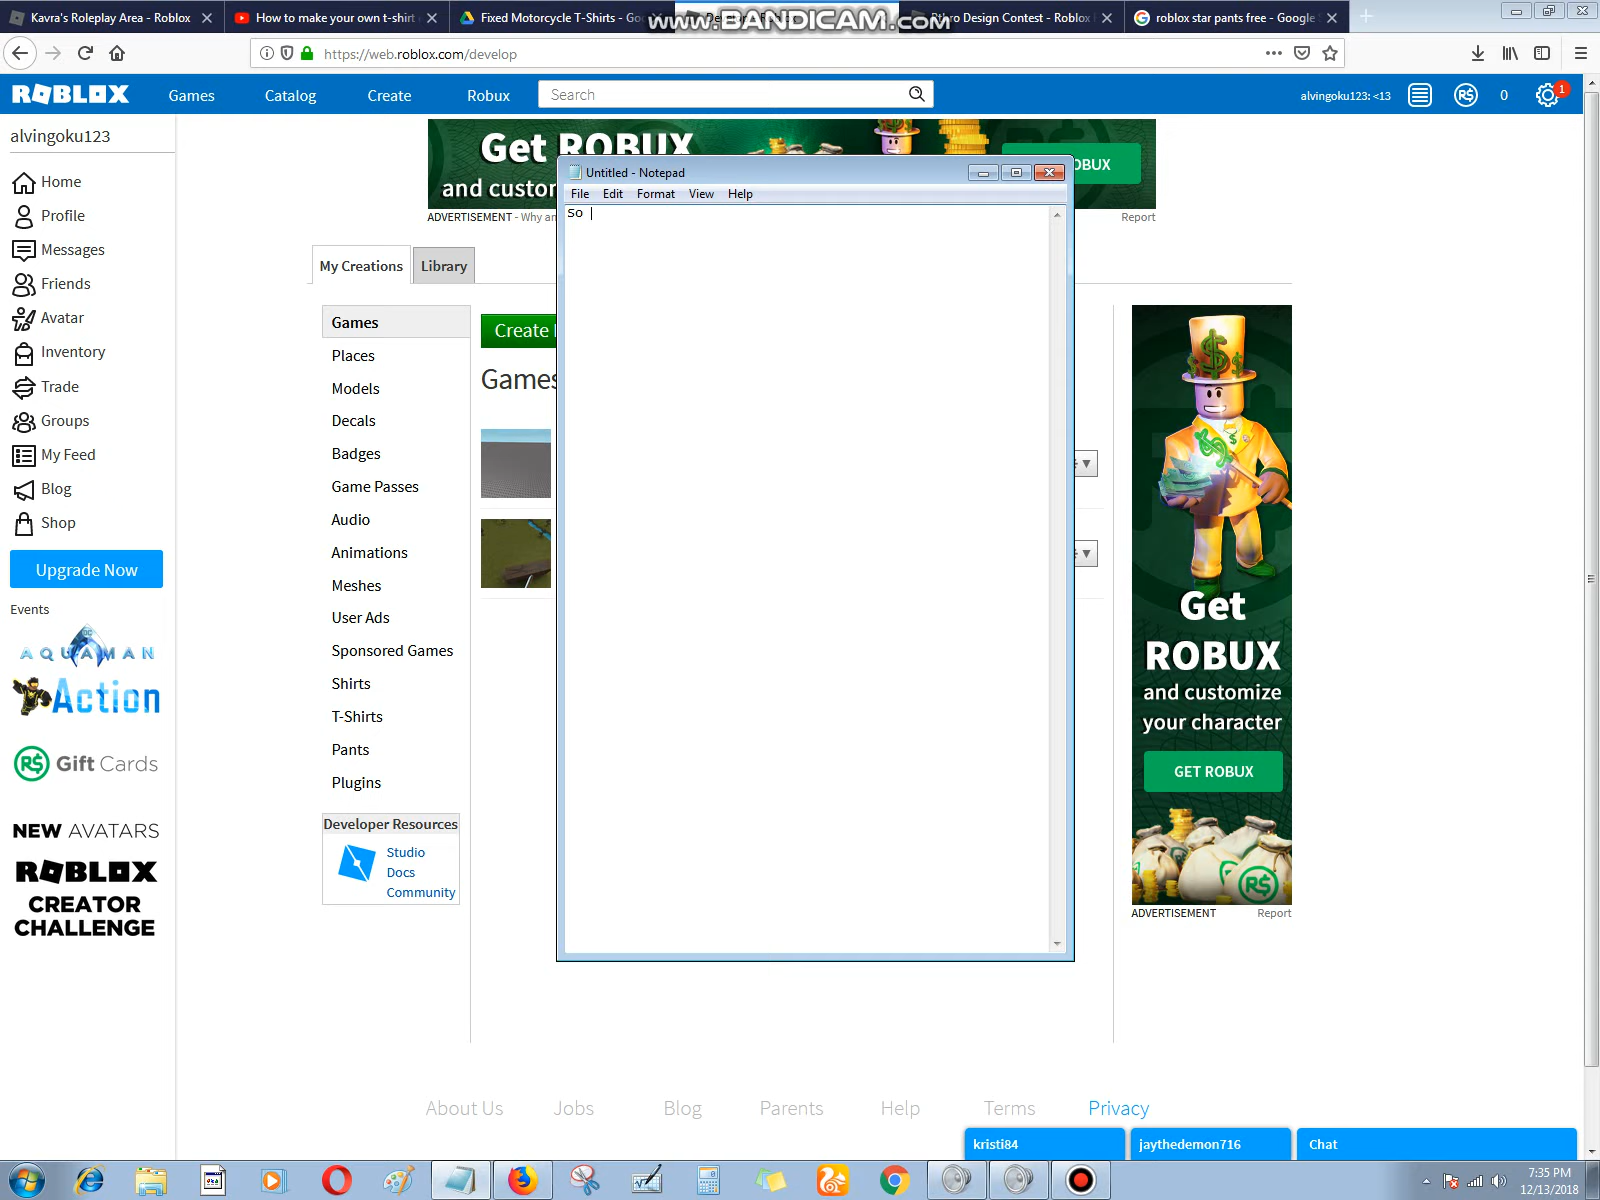 Kavra's Roleplay Area - Roblox
How to make your own t-shirt
Fixed Motorcycle T-Shirts - Go
www.BANDICAM.com
Design Contest - Roblox
roblox star pants free - Google
https://web.roblox.com/develop
ROBLOX
Games
Catalog
Create
Robux
Search
alvingoku123: <13
0
1
alvingoku123
Home
Profile
Messages
Friends
Avatar
Inventory
Trade
Groups
My Feed
Blog
Shop
Upgrade Now
Events
DC
AQUAMAN
Action
R$ Gift Cards
NEW AVATARS
ROBLOX
CREATOR
CHALLENGE
Get ROBUX
and custom
OBUX
ADVERTISEMENT - Why an
Report
My Creations
Library
Games
Places
Models
Decals
Badges
Game Passes
Audio
Animations
Meshes
User Ads
Sponsored Games
Shirts
T-Shirts
Pants
Plugins
Developer Resources
Studio
Docs
Community
Create
Games
Untitled - Notepad
File
Edit
Format
View
Help
So
Get
ROBUX
and customize
your character
GET ROBUX
R$
ADVERTISEMENT
Report
About Us
Jobs
Blog
Parents
Help
Terms
Privacy
kristi84
jaythedemon716
Chat
7:35 PM
12/13/2018